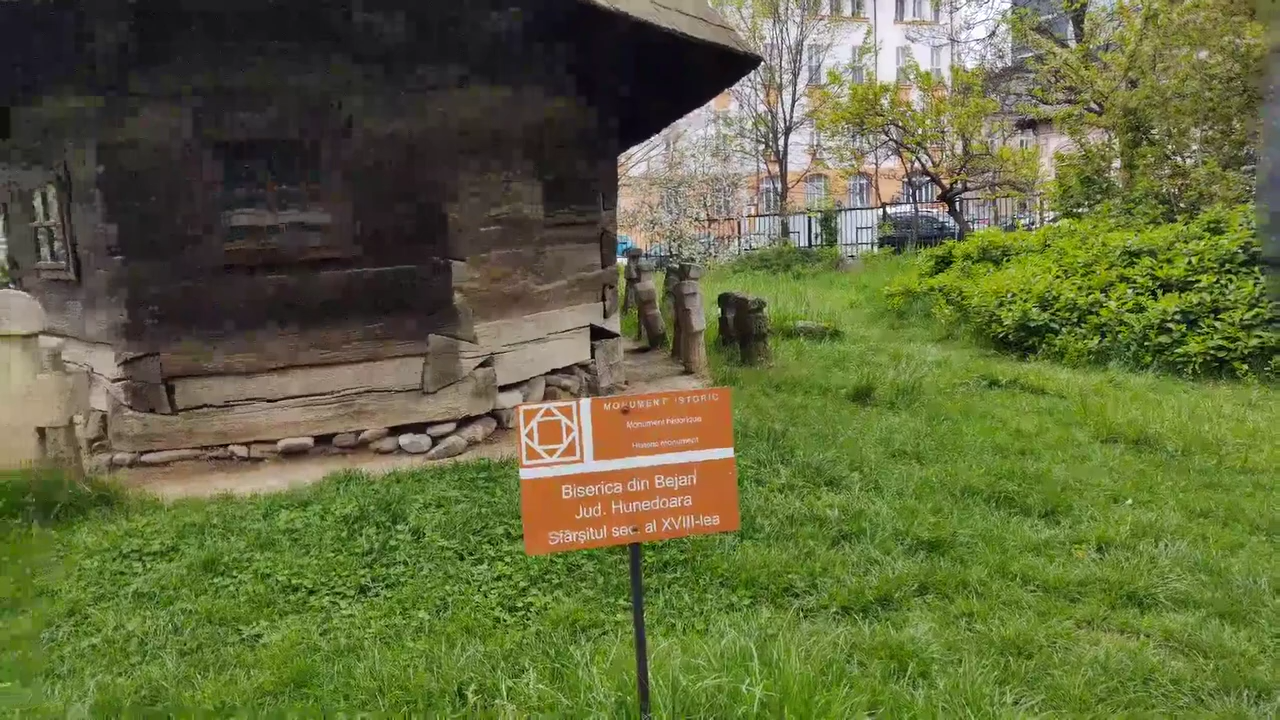 MONUMENT ISTORIC
Monument historique
Historic monument
Biserica din Bejan
Jud. Hunedoara
Sfârşitul sec. al XVIII-lea